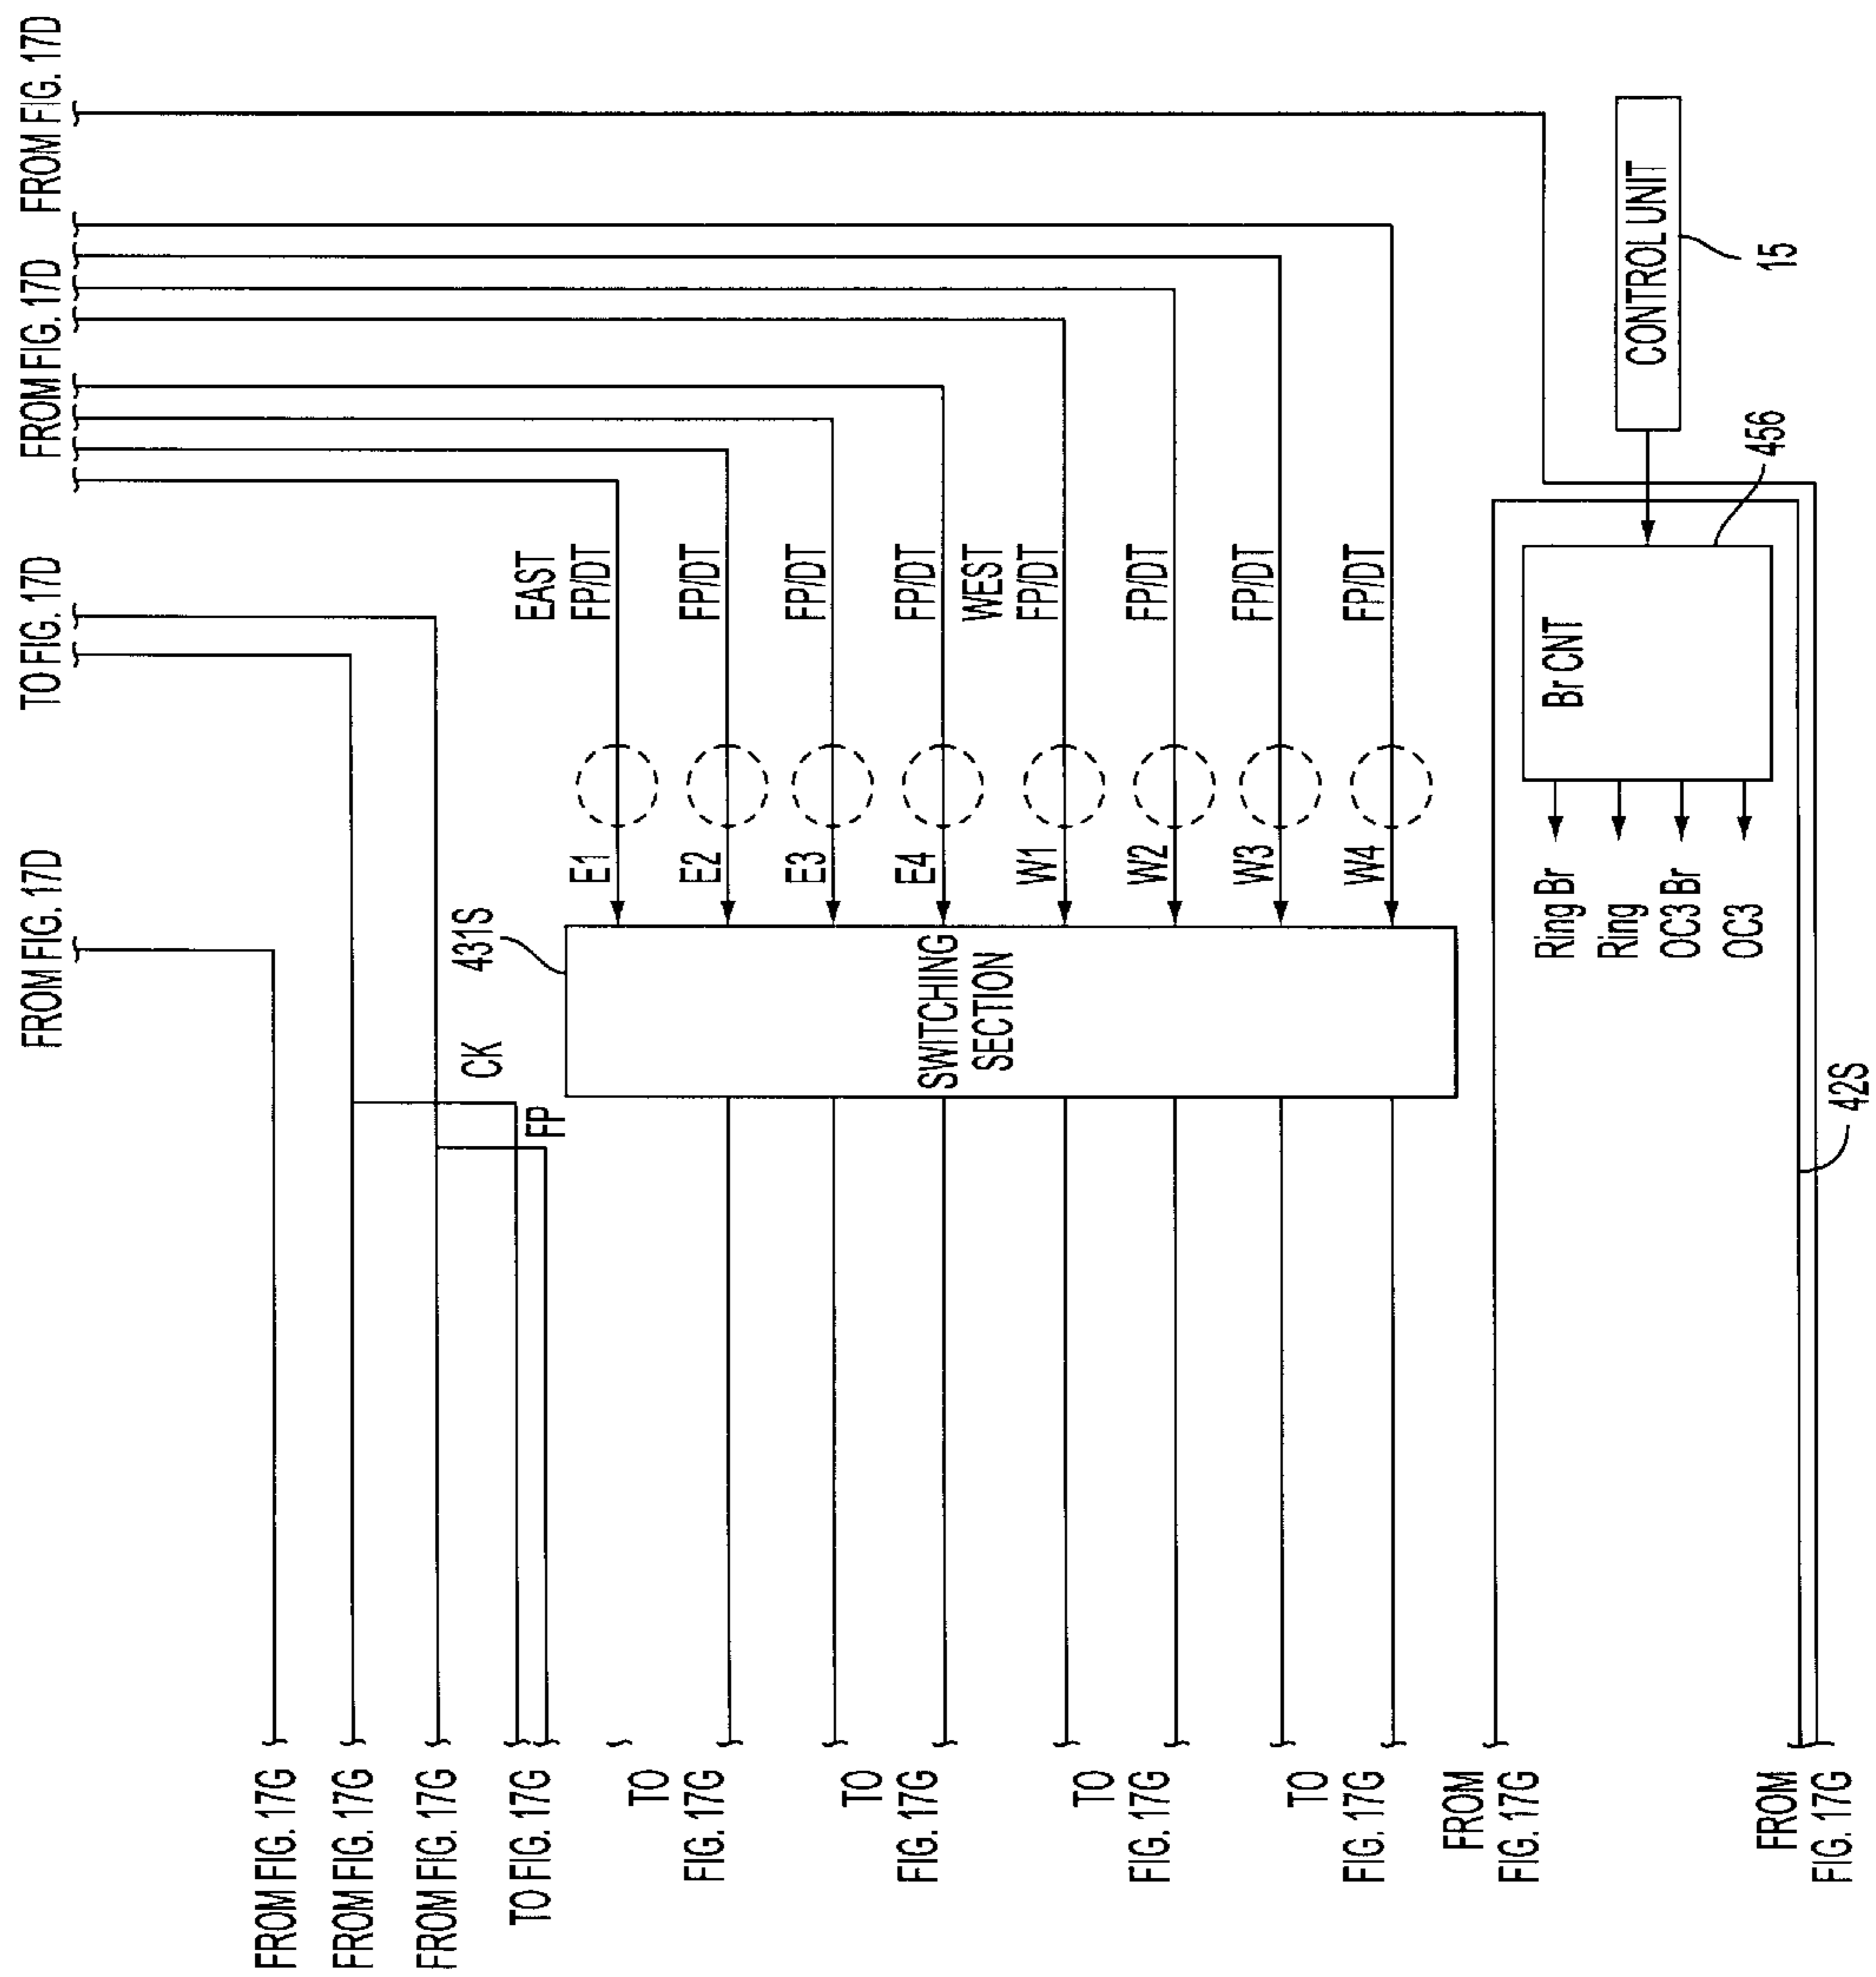 FROM FIG. 17D
TO FIG. 17D
FROM FIG. 17D
FROM FIG. 17D
FROM FIG. 17G
FROM FIG. 17G
FROM FIG. 17G
TO FIG. 17G
CK
FP
431S
EAST
E1
FP/DT
E2
FP/DT
E3
FP/DT
E4
FP/DT
WEST
W1
FP/DT
W2
FP/DT
W3
FP/DT
W4
FP/DT
SWITCHING
SECTION
TO
FIG. 17G
TO
FIG. 17G
TO
FIG. 17G
TO
FIG. 17G
FROM
FIG. 17G
Ring Br
Ring
OC3 Br
OC3
Br CNT
456
CONTROL UNIT
15
FROM
FIG. 17G
42S